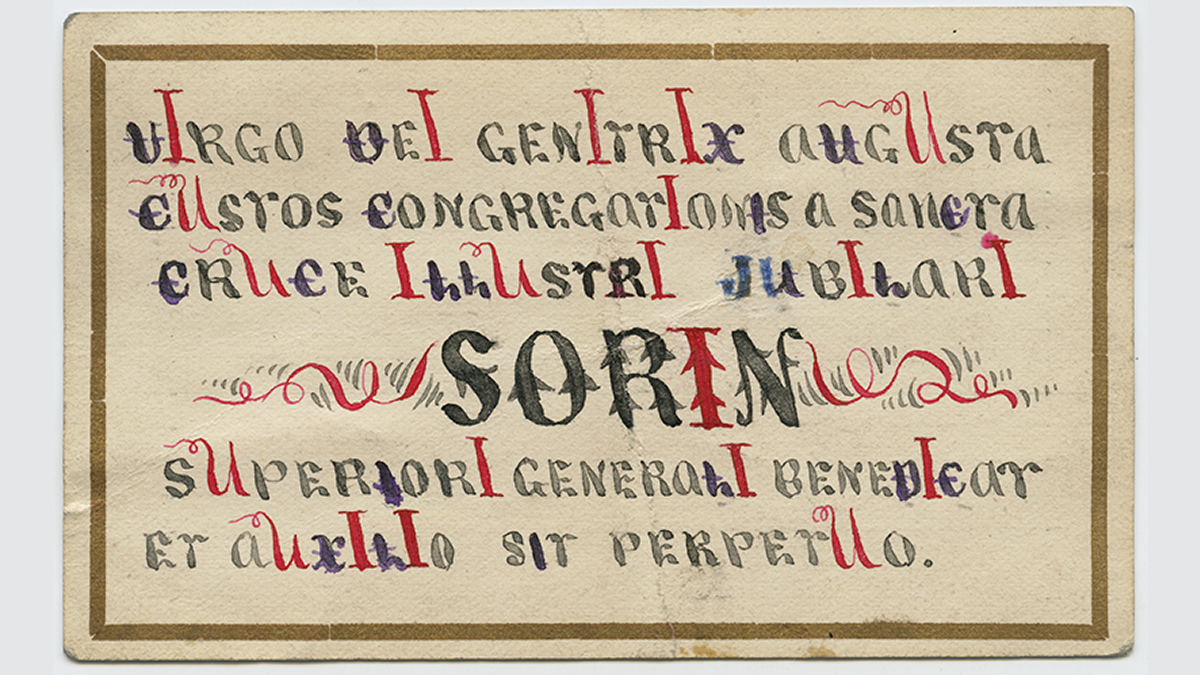 VIRGO DEI GENITRIX AUGUSTA
CUSTOS CONGREGATIONIS A SANCTA
CRUCE ILLUSTRI JUBILARI
SORIN
SUPERIORI GENERALI BENEDICAT
ET AUXILIO SIT PERPETUO.